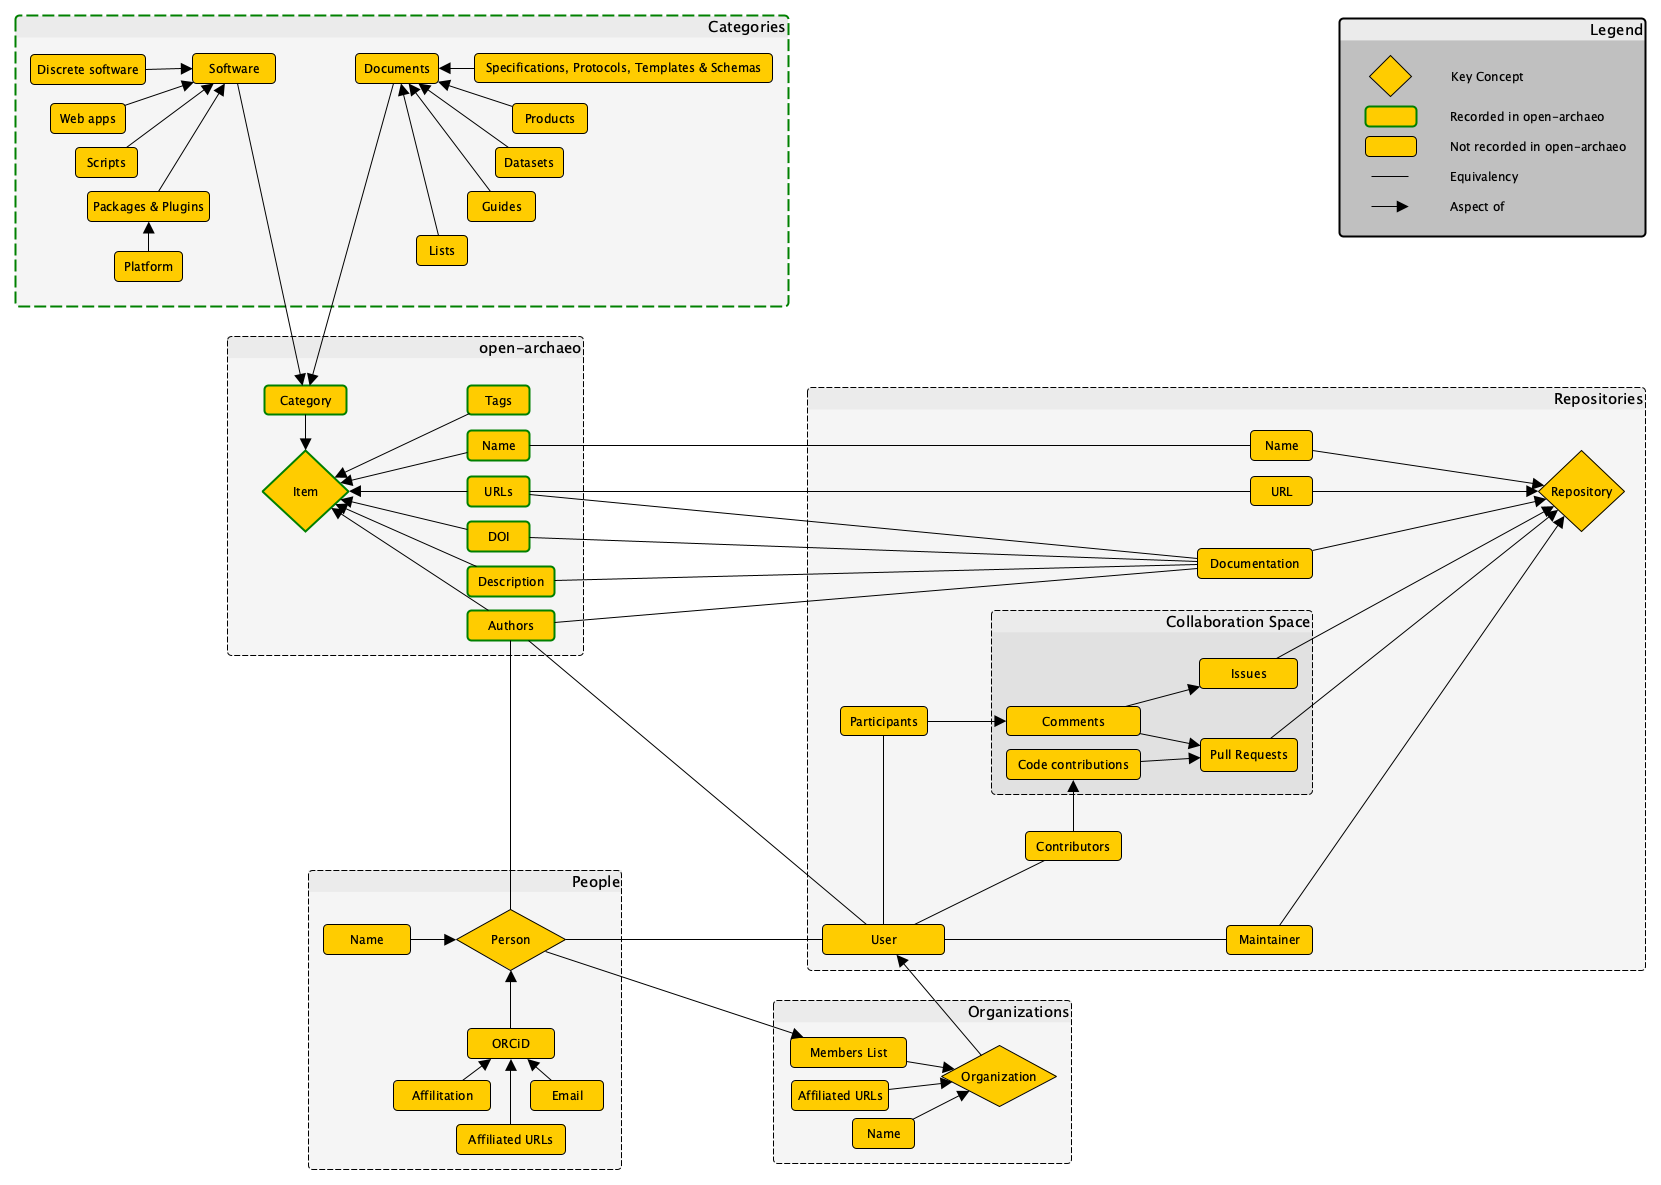 Categories
Discrete software
Software
Documents
Specifications, Protocols, Templates & Schemas
Web apps
Products
Scripts
Datasets
Packages & Plugins
Guides
Lists
Platform
Legend
Key Concept
Recorded in open-archaeo
Not recorded in open-archaeo
Equivalency
Aspect of
open-archaeo
Category
Tags
Name
Item
URLs
DOI
Description
Authors
Repositories
Name
URL
Repository
Documentation
Collaboration Space
Issues
Participants
Comments
Pull Requests
Code contributions
Contributors
User
Maintainer
People
Name
Person
ORCiD
Affilitation
Email
Affiliated URLs
Organizations
Members List
Organization
Affiliated URLs
Name